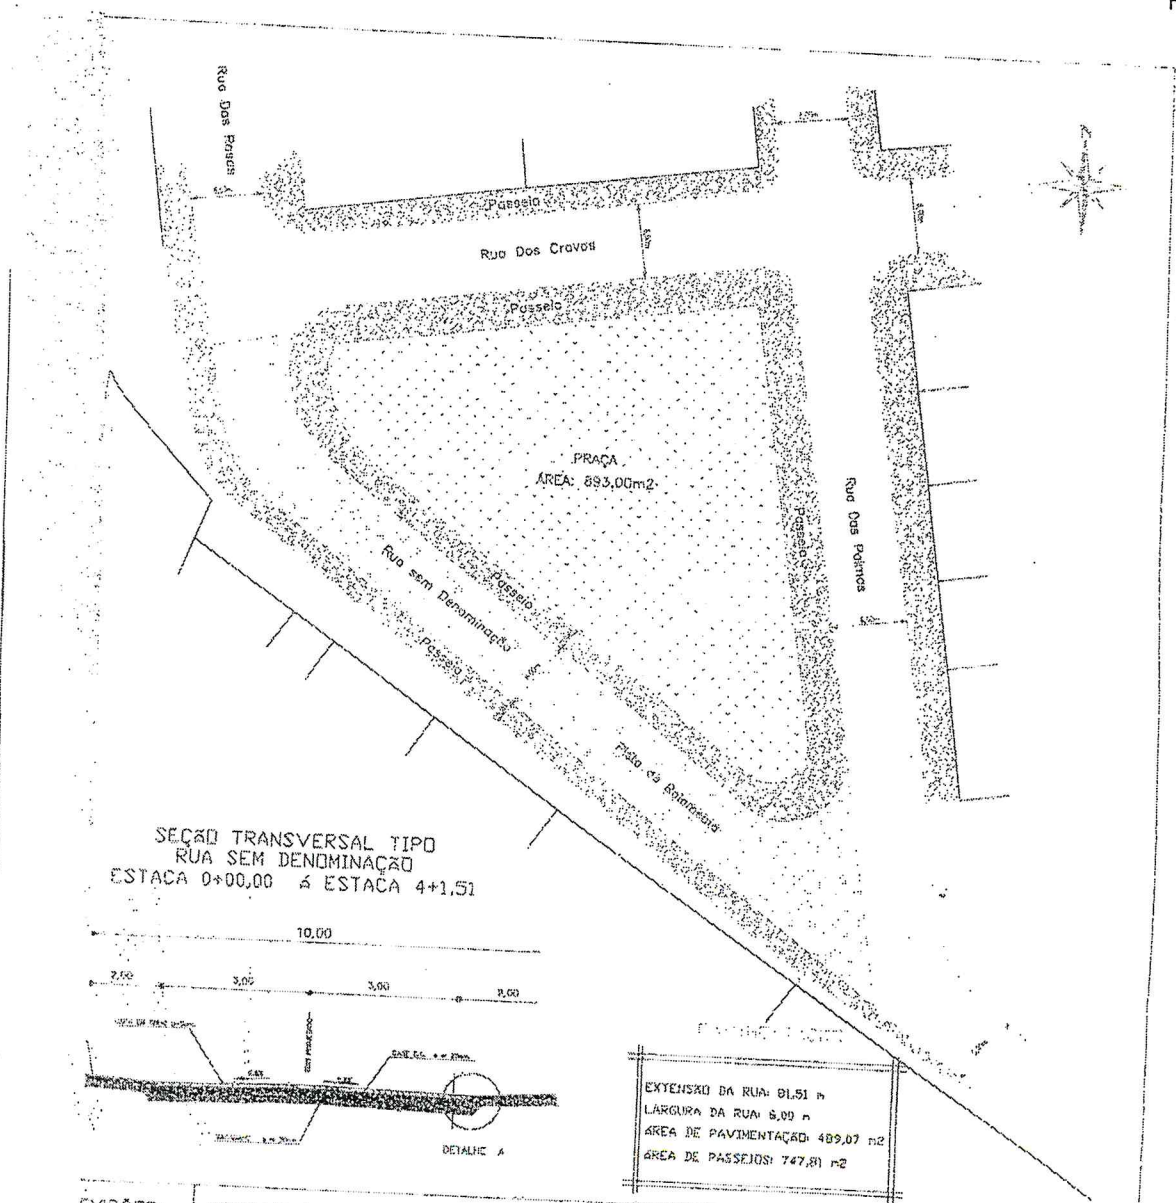 Rua Das Rosas
Passeio
Rua Dos Cravos
Passeio
PRAÇA
ÁREA: 893,00m2
Passeio
Rua Das Palmas
Passeio
Rua sem Denominação
Passeio
Pista de Rolamento
SEÇÃO TRANSVERSAL TIPO
RUA SEM DENOMINAÇÃO
ESTACA 0+00,00 á ESTACA 4+1,51
10,00
2,00 3,00 3,00 2,00
DETALHE A
EXTENSÃO DA RUA: 81,51 m
LARGURA DA RUA: 6,00 m
ÁREA DE PAVIMENTAÇÃO: 489,07 m2
ÁREA DE PASSEIOS: 747,81 m2